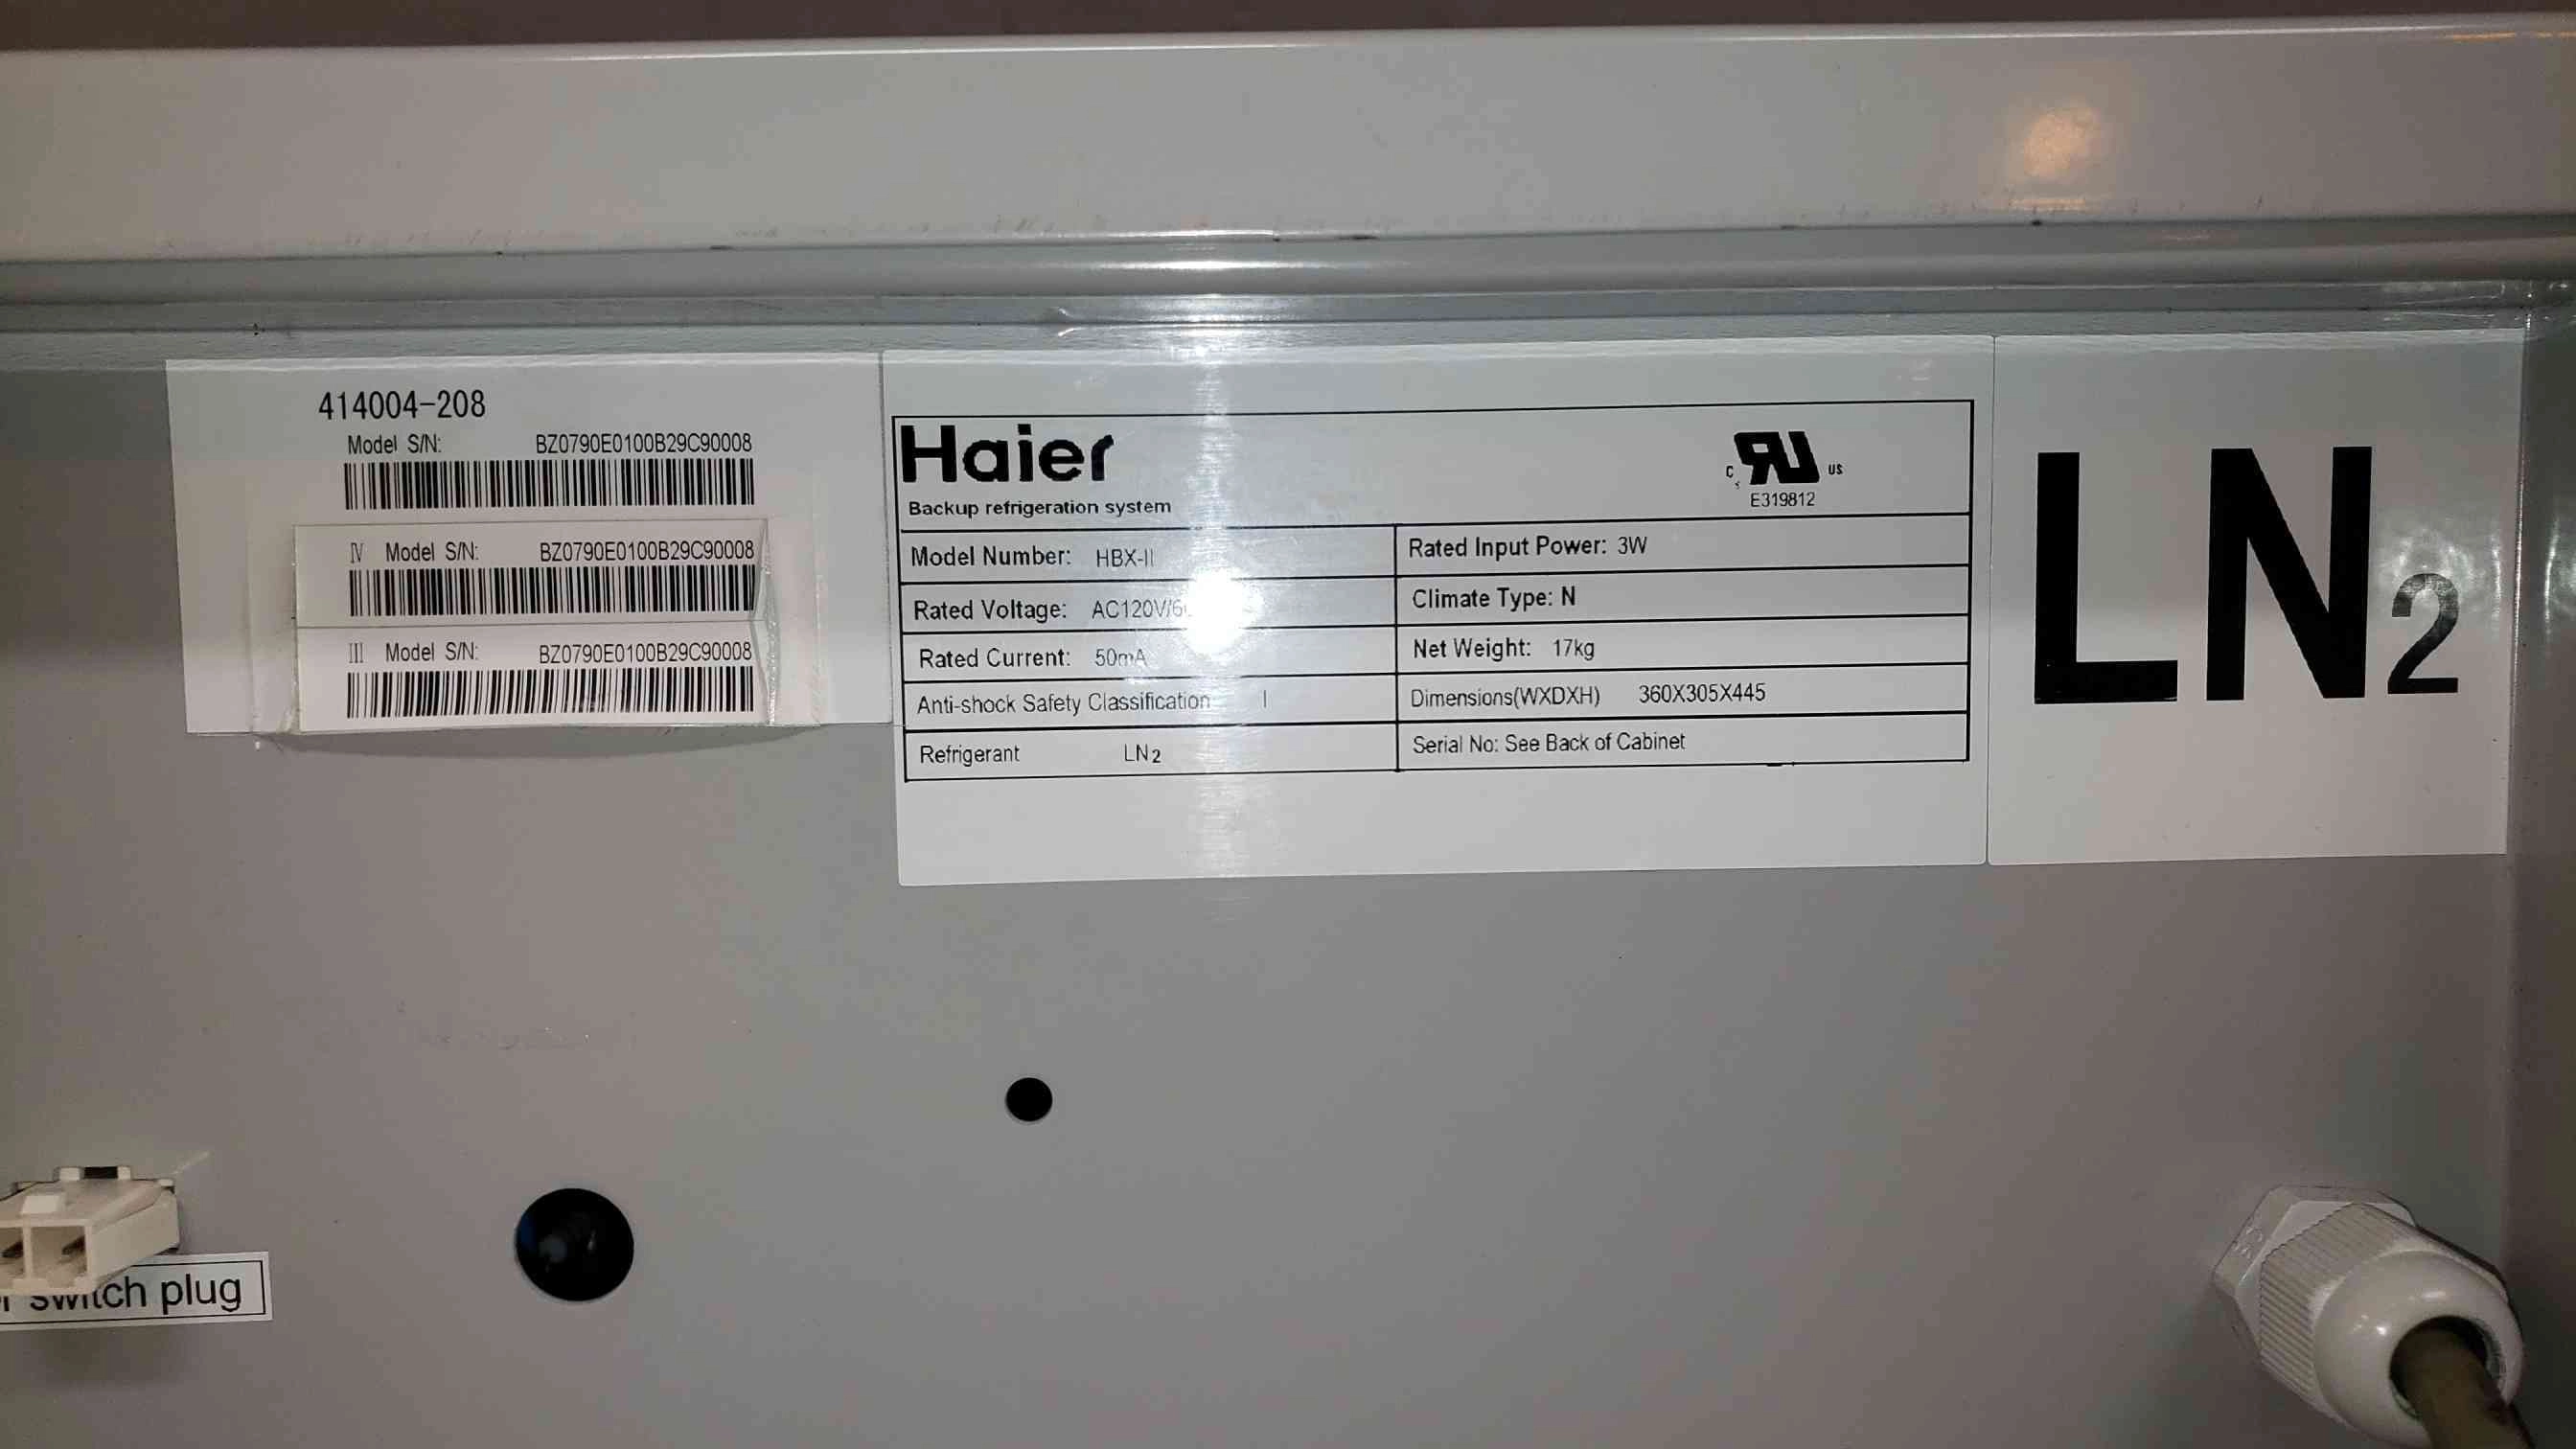 414004-208
Model S/N: BZ0790E0100B29C90008
Ⅳ Model S/N: BZ0790E0100B29C90008
Ⅲ Model S/N: BZ0790E0100B29C90008
Haier
Backup refrigeration system
c RU US
E319812
Model Number: HBX-II
Rated Input Power: 3W
Rated Voltage: AC120V/6
Climate Type: N
Rated Current: 50mA
Net Weight: 17kg
Anti-shock Safety Classification I
Dimensions(WXDXH) 360X305X445
Refrigerant LN2
Serial No: See Back of Cabinet
LN2
switch plug